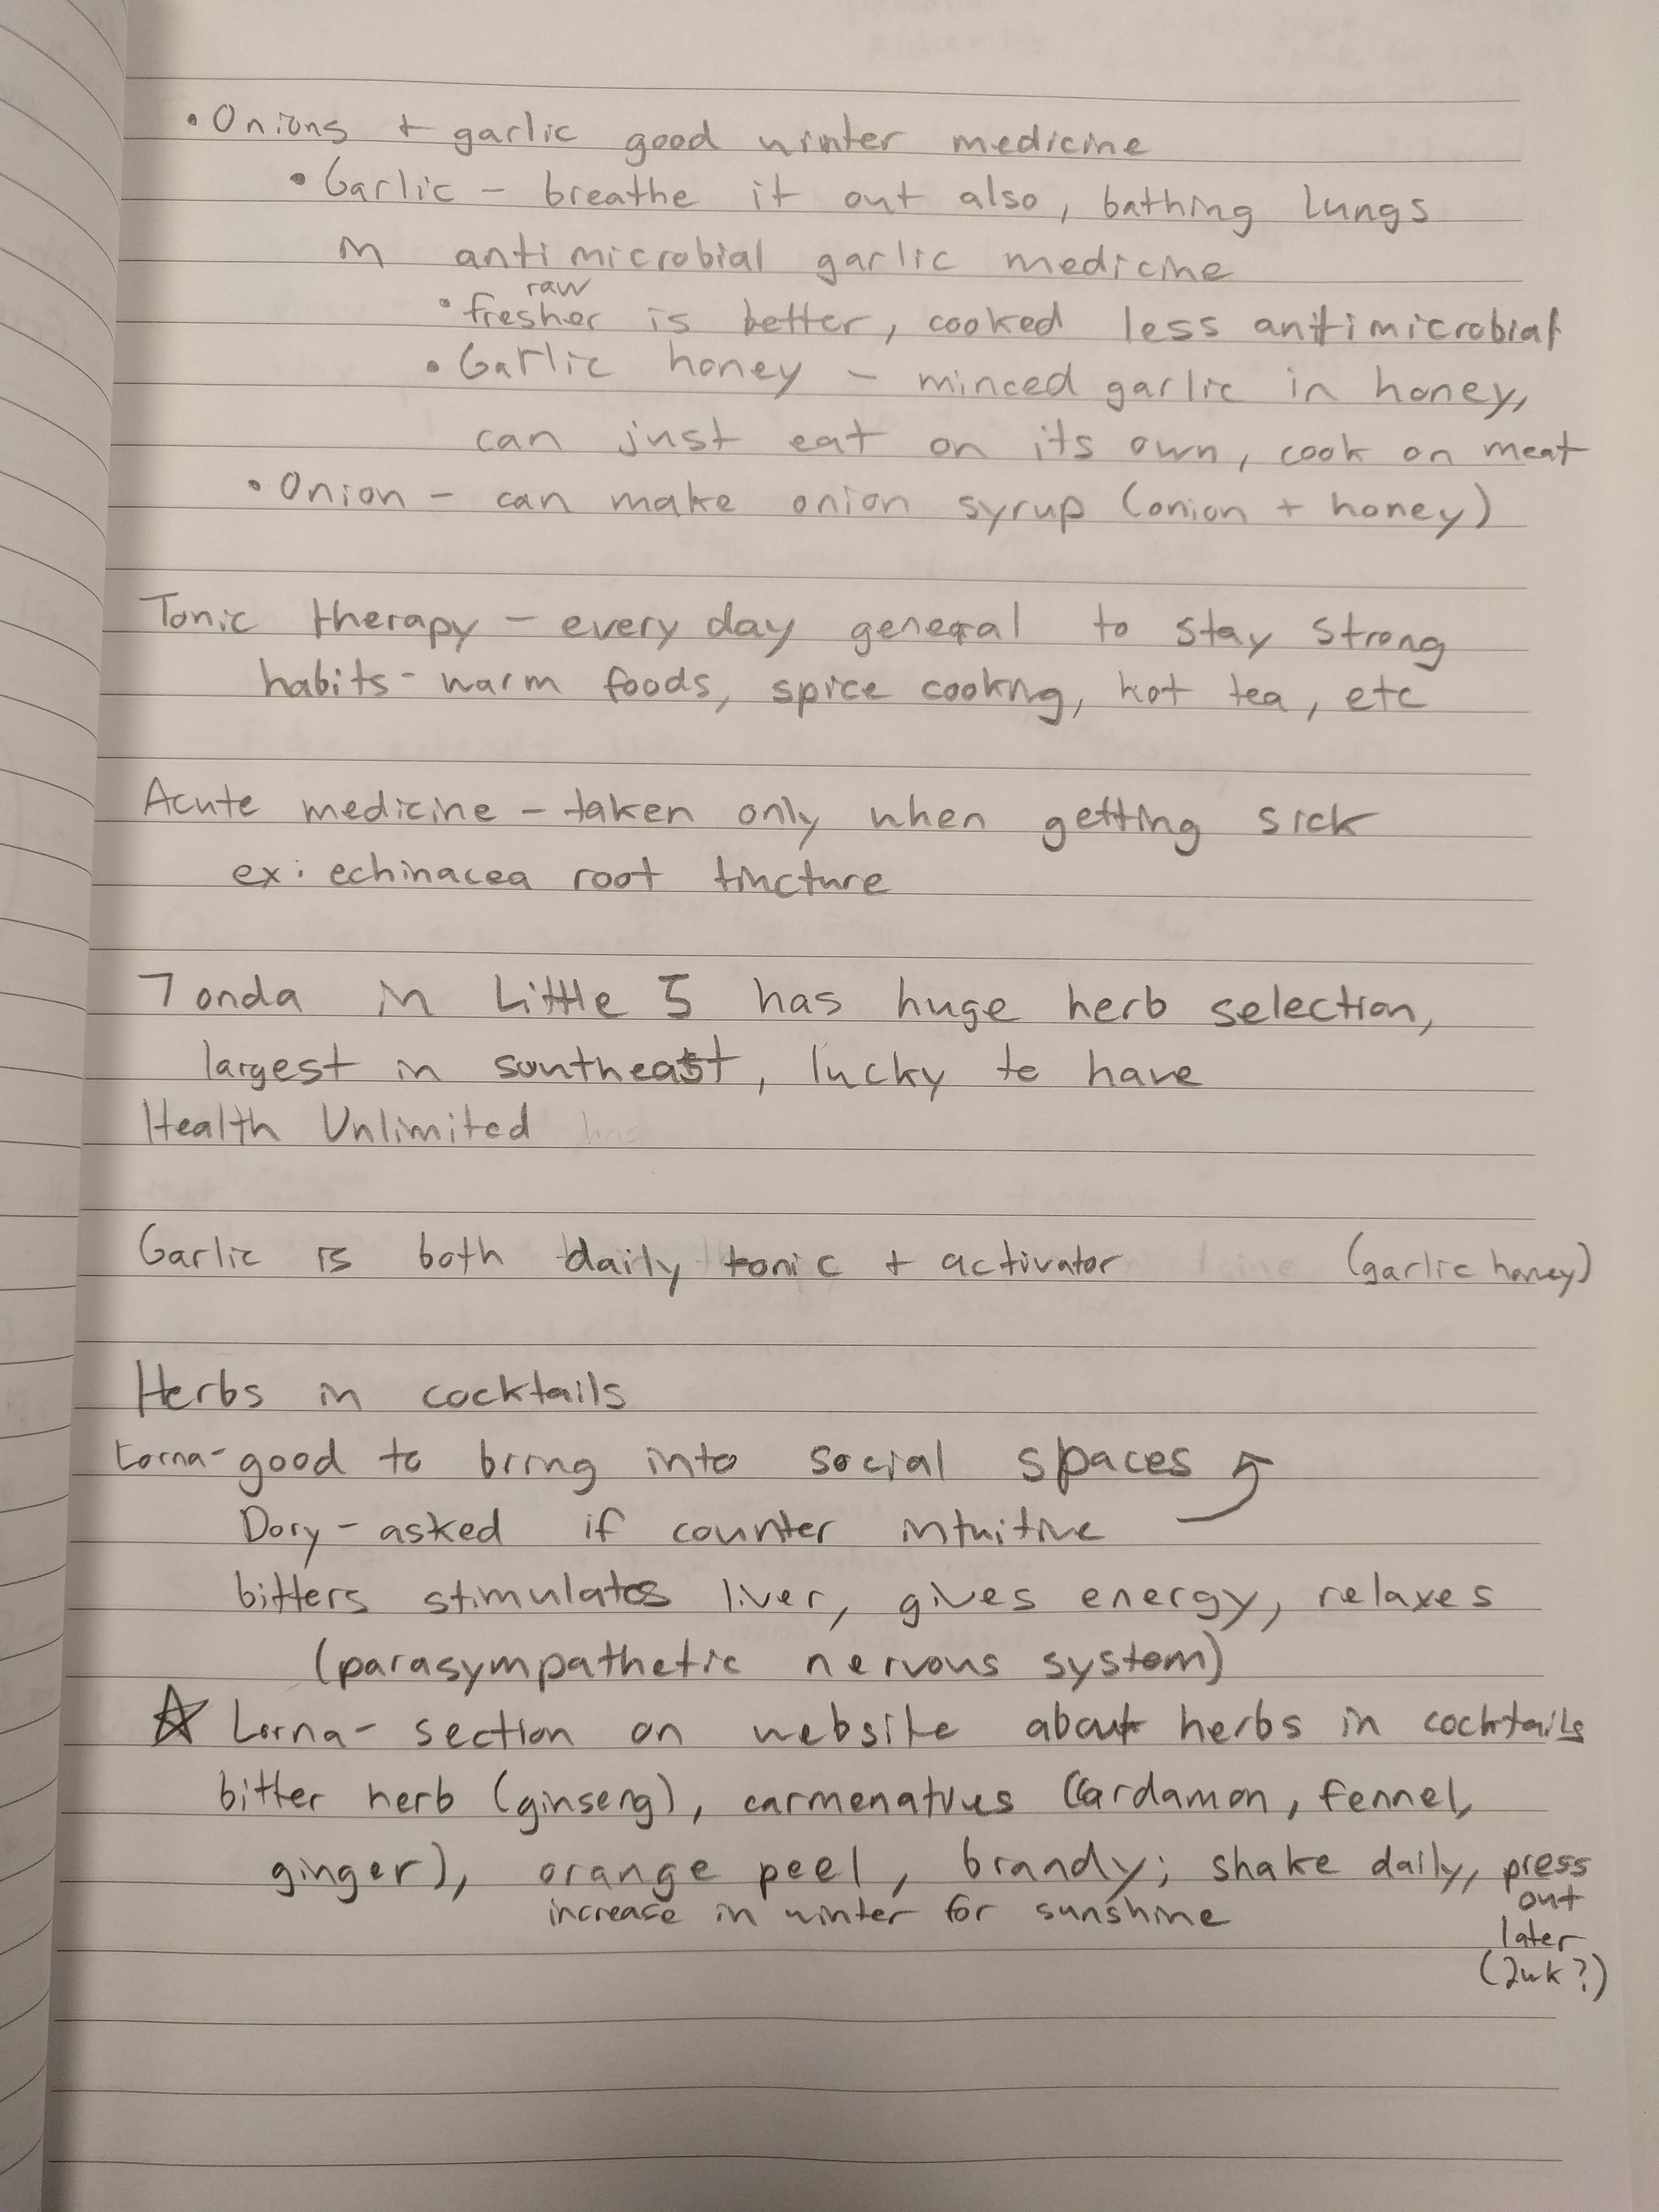 • Onions + garlic good winter medicine
• Garlic - breathe it out also, bathing lungs
in antimicrobial garlic medicine
raw
• fresher is better, cooked less antimicrobial
• Garlic honey - minced garlic in honey,
can just eat on its own, cook on meat
• Onion - can make onion syrup (onion + honey)
Tonic therapy - every day general to stay strong
habits - warm foods, spice cooking, hot tea, etc
Acute medicine - taken only when getting sick
ex: echinacea root tincture
7 onda in Little 5 has huge herb selection,
largest in southeast, lucky to have
Health Unlimited
Garlic is both daily tonic + activator (garlic honey)
Herbs in cocktails
Lorna - good to bring into social spaces
Dory - asked if counter intuitive
bitters stimulates liver, gives energy, relaxes
(parasympathetic nervous system)
☆ Lorna - section on website about herbs in cocktails
bitter herb (ginseng), carmenatives (Cardamon, fennel,
ginger), orange peel, brandy; shake daily, press
out
increase in winter for sunshine
later
(2wk?)